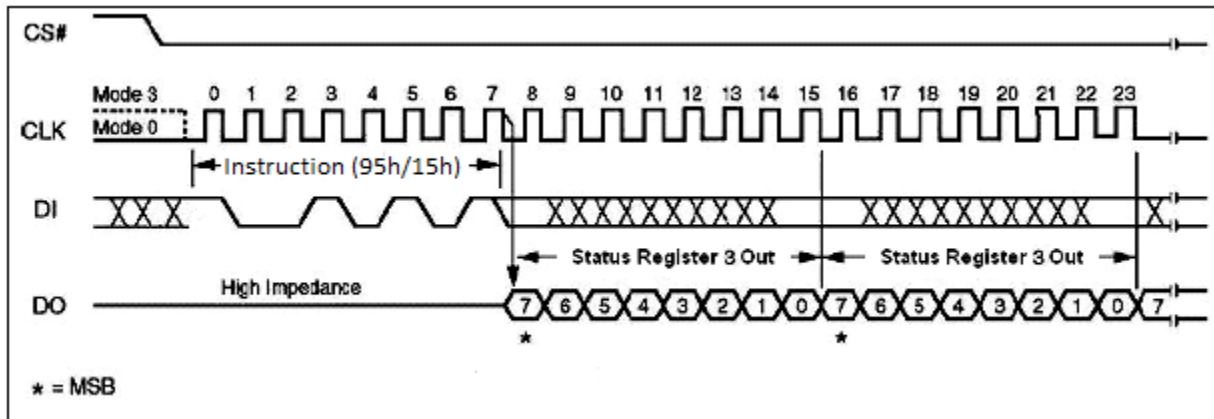 CS#
Mode 3 0 1 2 3 4 5 6 7 8 9 10 11 12 13 14 15 16 17 18 19 20 21 22 23
CLK Mode 0
Instruction (95h/15h)
DI
Status Register 3 Out Status Register 3 Out
High Impedance
DO 7 6 5 4 3 2 1 0 7 6 5 4 3 2 1 0 7
* *
* = MSB